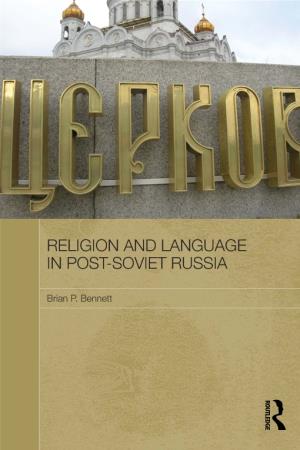 ЦЕРКОВ
RELIGION AND LANGUAGE
IN POST-SOVIET RUSSIA
Brian P. Bennett
ROUTLEDGE